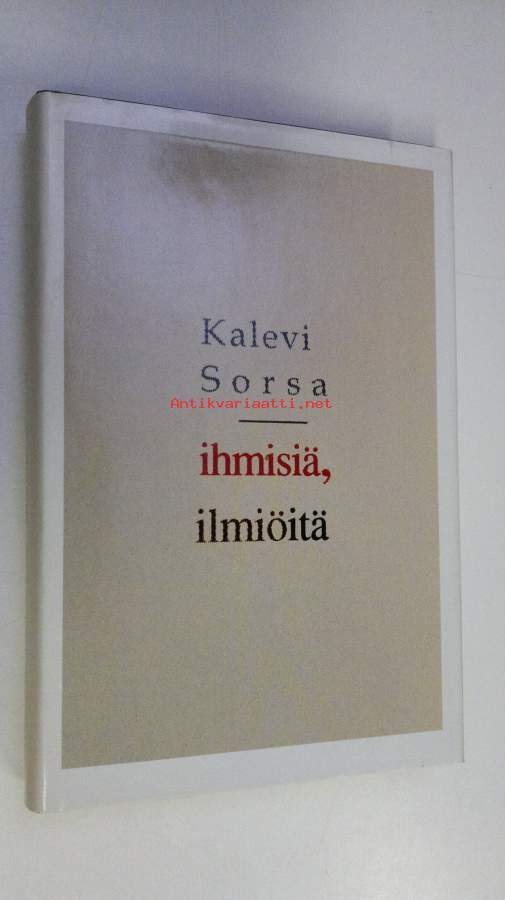 Kalevi
Sorsa
Antikvariaatti.net
ihmisiä,
ilmiöitä